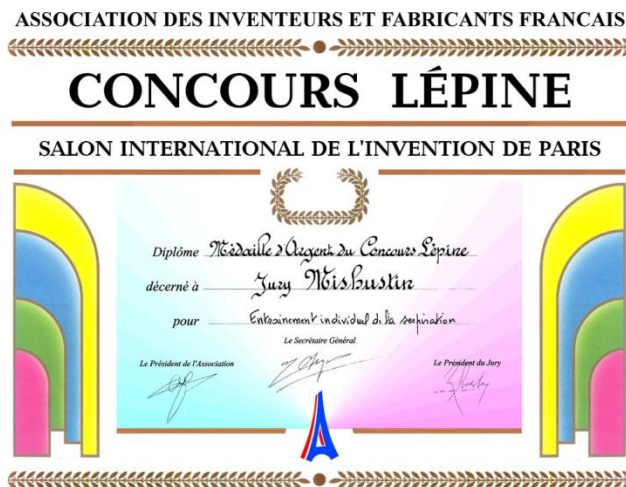 ASSOCIATION DES INVENTEURS ET FABRICANTS FRANCAIS
CONCOURS LÉPINE
SALON INTERNATIONAL DE L'INVENTION DE PARIS
Diplôme Mèdaille d'Argent du Concours Lépine
décerné à Jury Mishustin
pour Entrainement individuel de la respiration
Le Secrétaire Général
Le Président de l'Association
Le Président du Jury